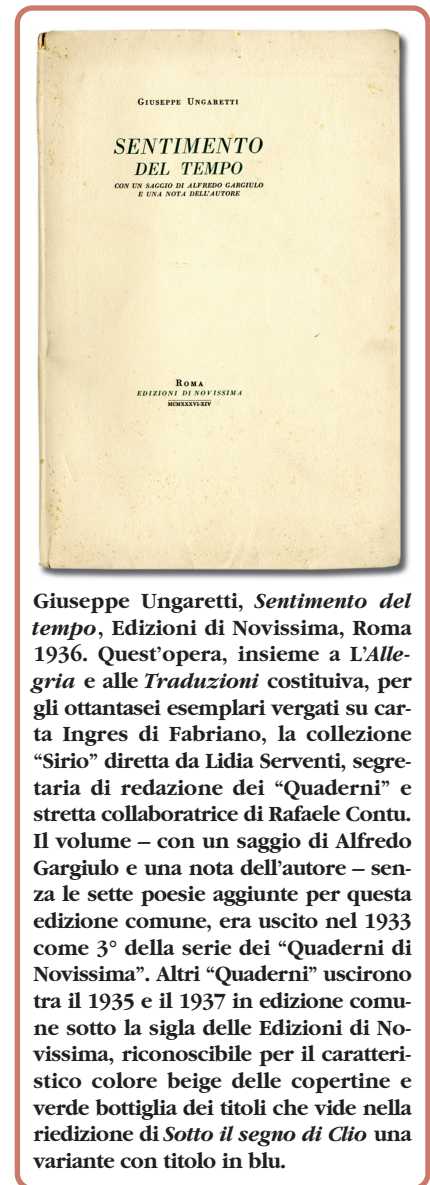 GIUSEPPE UNGARETTI
SENTIMENTO
DEL TEMPO
CON UN SAGGIO DI ALFREDO GARGIULO
E UNA NOTA DELL'AUTORE
ROMA
EDIZIONI DI NOVISSIMA
MCMXXXVI-XIV
Giuseppe Ungaretti, Sentimento del
tempo, Edizioni di Novissima, Roma
1936. Quest'opera, insieme a L'Alle-
gria e alle Traduzioni costituiva, per
gli ottantasei esemplari vergati su car-
ta Ingres di Fabriano, la collezione
“Sirio” diretta da Lidia Serventi, segre-
taria di redazione dei “Quaderni” e
stretta collaboratrice di Rafaele Contu.
Il volume – con un saggio di Alfredo
Gargiulo e una nota dell'autore – sen-
za le sette poesie aggiunte per questa
edizione comune, era uscito nel 1933
come 3° della serie dei “Quaderni di
Novissima”. Altri “Quaderni” uscirono
tra il 1935 e il 1937 in edizione comu-
ne sotto la sigla delle Edizioni di No-
vissima, riconoscibile per il caratteri-
stico colore beige delle copertine e
verde bottiglia dei titoli che vide nella
riedizione di Sotto il segno di Clio una
variante con titolo in blu.